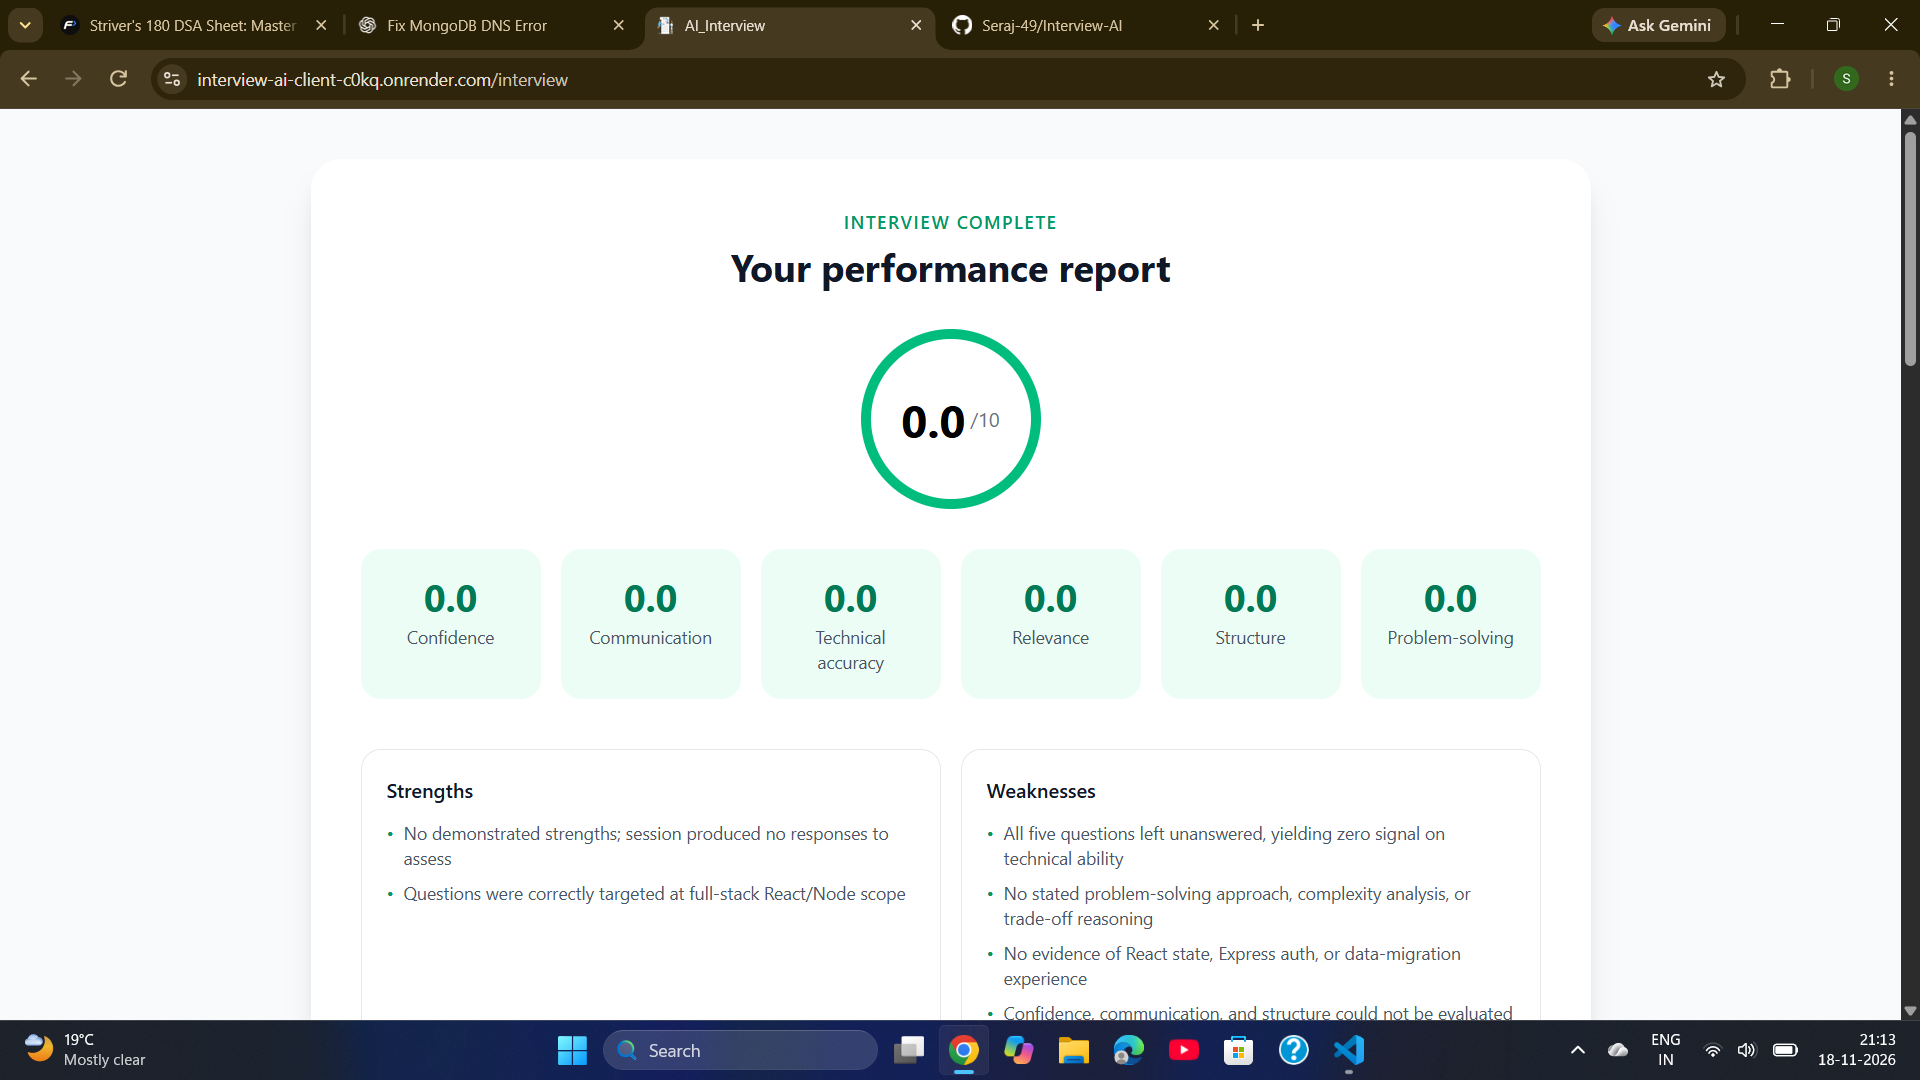 Striver's 180 DSA Sheet: Master
Fix MongoDB DNS Error
AI_Interview
Seraj-49/Interview-AI
Ask Gemini
interview-ai-client-c0kq.onrender.com/interview
S
INTERVIEW COMPLETE
Your performance report
0.0 /10
0.0
Confidence
0.0
Communication
0.0
Technical
accuracy
0.0
Relevance
0.0
Structure
0.0
Problem-solving
Strengths
• No demonstrated strengths; session produced no responses to
assess
• Questions were correctly targeted at full-stack React/Node scope
Weaknesses
• All five questions left unanswered, yielding zero signal on
technical ability
• No stated problem-solving approach, complexity analysis, or
trade-off reasoning
• No evidence of React state, Express auth, or data-migration
experience
• Confidence, communication, and structure could not be evaluated
19°C
Mostly clear
Search
ENG
IN
21:13
18-11-2026